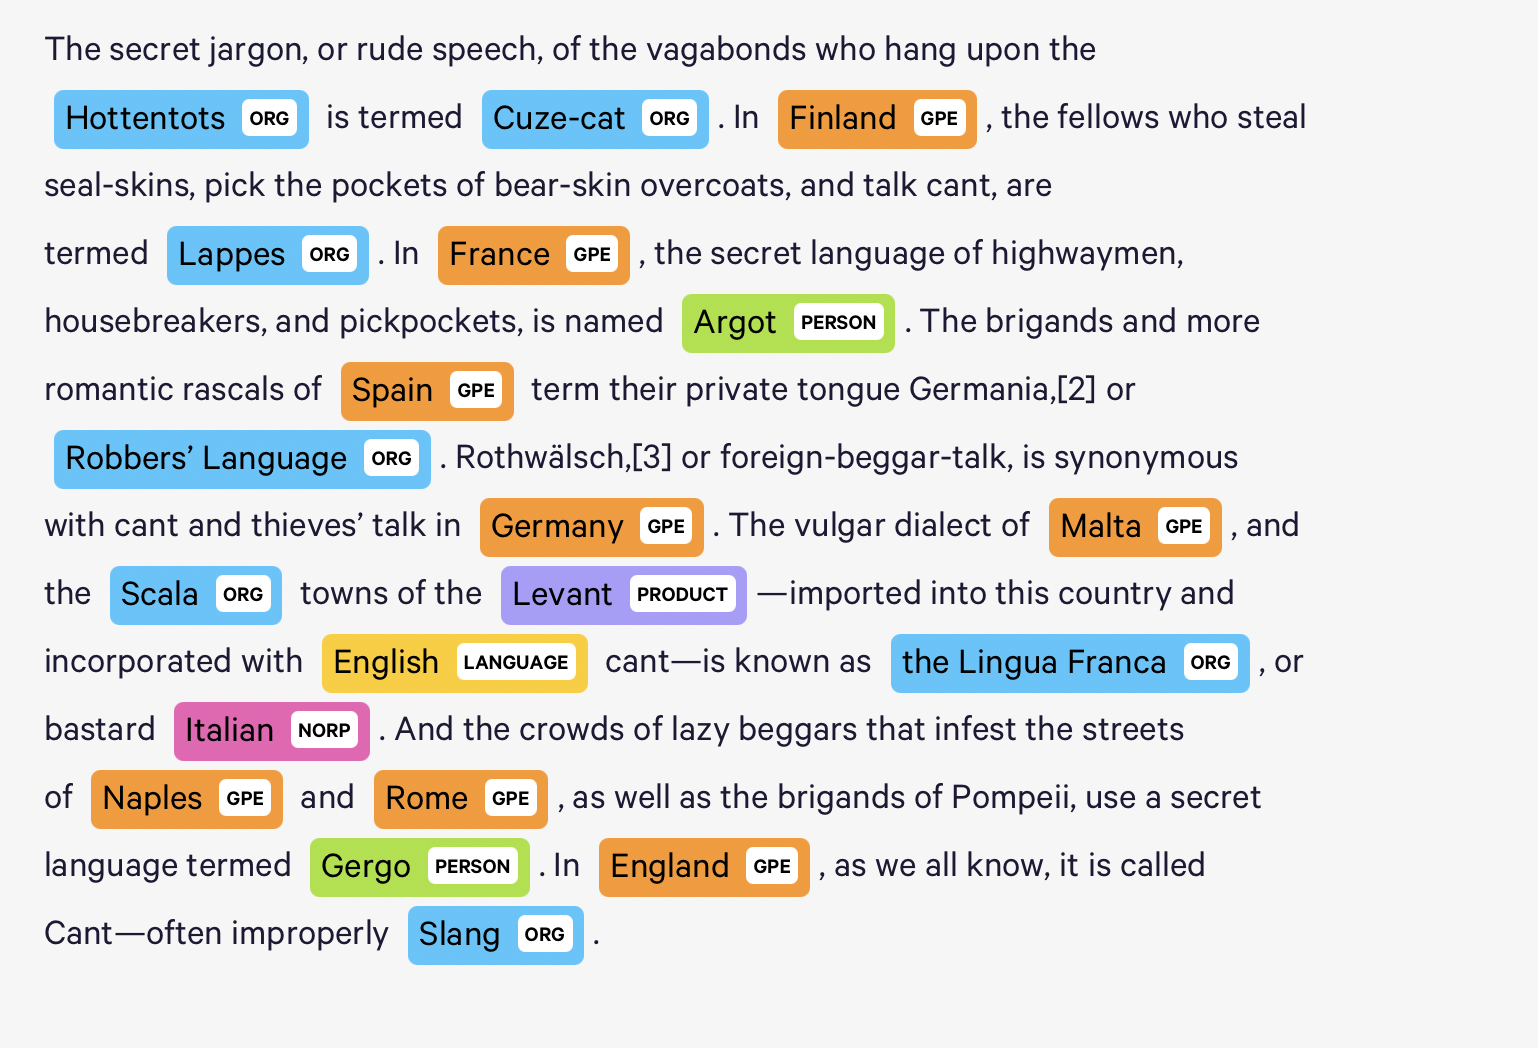 The secret jargon, or rude speech, of the vagabonds who hang upon the
Hottentots ORG is termed Cuze-cat ORG . In Finland GPE , the fellows who steal
seal-skins, pick the pockets of bear-skin overcoats, and talk cant, are
termed Lappes ORG . In France GPE , the secret language of highwaymen,
housebreakers, and pickpockets, is named Argot PERSON . The brigands and more
romantic rascals of Spain GPE term their private tongue Germania,[2] or
Robbers’ Language ORG . Rothwälsch,[3] or foreign-beggar-talk, is synonymous
with cant and thieves’ talk in Germany GPE . The vulgar dialect of Malta GPE , and
the Scala ORG towns of the Levant PRODUCT —imported into this country and
incorporated with English LANGUAGE cant—is known as the Lingua Franca ORG , or
bastard Italian NORP . And the crowds of lazy beggars that infest the streets
of Naples GPE and Rome GPE , as well as the brigands of Pompeii, use a secret
language termed Gergo PERSON . In England GPE , as we all know, it is called
Cant—often improperly Slang ORG .